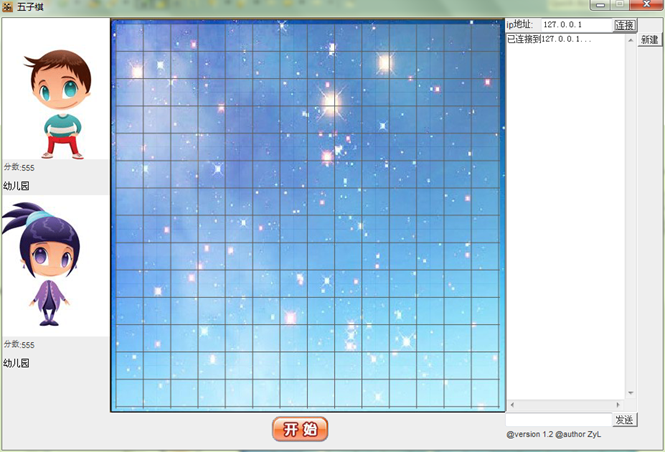 五子棋
ip地址: 127.0.0.1 连接
已连接到127.0.0.1...
新建
分数:555
幼儿园
分数:555
幼儿园
开始
发送
@version 1.2 @author ZyL